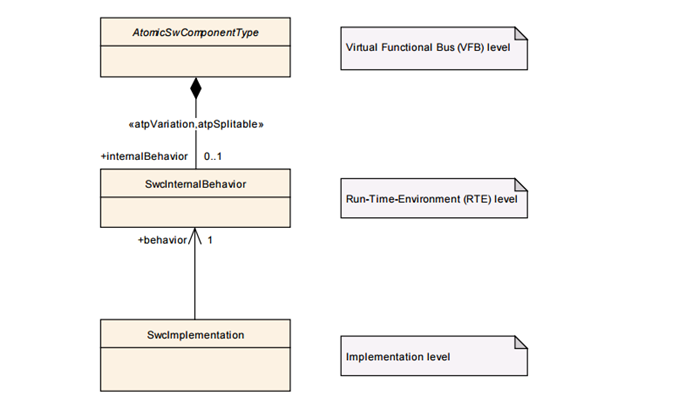 AtomicSwComponentType
Virtual Functional Bus (VFB) level
«atpVariation,atpSplitable»
+internalBehavior 0..1
SwcInternalBehavior
Run-Time-Environment (RTE) level
+behavior 1
SwcImplementation
Implementation level